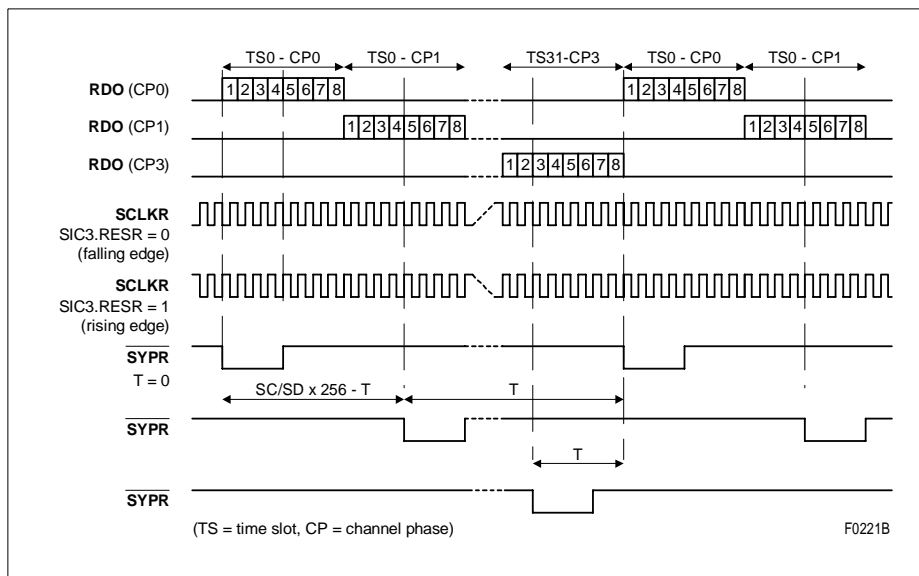 TS0 - CP0 TS0 - CP1 TS31-CP3 TS0 - CP0 TS0 - CP1
RDO (CP0) 1 2 3 4 5 6 7 8 1 2 3 4 5 6 7 8
RDO (CP1) 1 2 3 4 5 6 7 8 1 2 3 4 5 6 7 8
RDO (CP3) 1 2 3 4 5 6 7 8
SCLKR
SIC3.RESR = 0
(falling edge)
SCLKR
SIC3.RESR = 1
(rising edge)
SYPR
T = 0
SC/SD x 256 - T T
SYPR
T
SYPR
(TS = time slot, CP = channel phase) F0221B